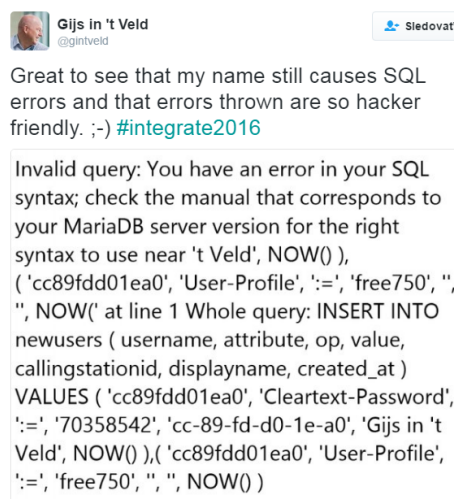 Gijs in 't Veld
@gintveld
Sledovat
Great to see that my name still causes SQL
errors and that errors thrown are so hacker
friendly. ;-) #integrate2016
Invalid query: You have an error in your SQL
syntax; check the manual that corresponds to
your MariaDB server version for the right
syntax to use near 't Veld', NOW() ),
( 'cc89fdd01ea0', 'User-Profile', ':=', 'free750', '',
'', NOW(' at line 1 Whole query: INSERT INTO
newusers ( username, attribute, op, value,
callingstationid, displayname, created_at )
VALUES ( 'cc89fdd01ea0', 'Cleartext-Password',
':=', '70358542', 'cc-89-fd-d0-1e-a0', 'Gijs in 't
Veld', NOW() ),( 'cc89fdd01ea0', 'User-Profile',
':=', 'free750', '', '', NOW() )